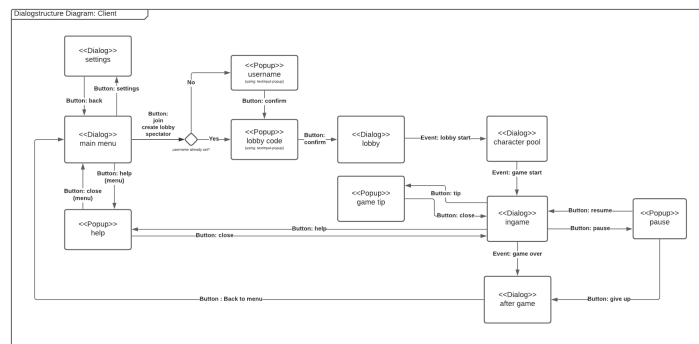 Dialogstructure Diagram: Client
<<Dialog>>
settings
Button: back
Button: settings
No
<<Popup>>
username
(using: textinput-popup)
Button: confirm
<<Dialog>>
main menu
Button:
join
create lobby
spectator
username already set?
Yes
<<Popup>>
lobby code
(using: textinput-popup)
Button:
confirm
<<Dialog>>
lobby
Event: lobby start
<<Dialog>>
character pool
Event: game start
Button: close
(menu)
Button: help
(menu)
<<Popup>>
game tip
Button: tip
Button: close
<<Popup>>
help
Button: help
Button: close
<<Dialog>>
ingame
Button: resume
Button: pause
<<Popup>>
pause
Event: game over
Button : Back to menu
<<Dialog>>
after game
Button: give up